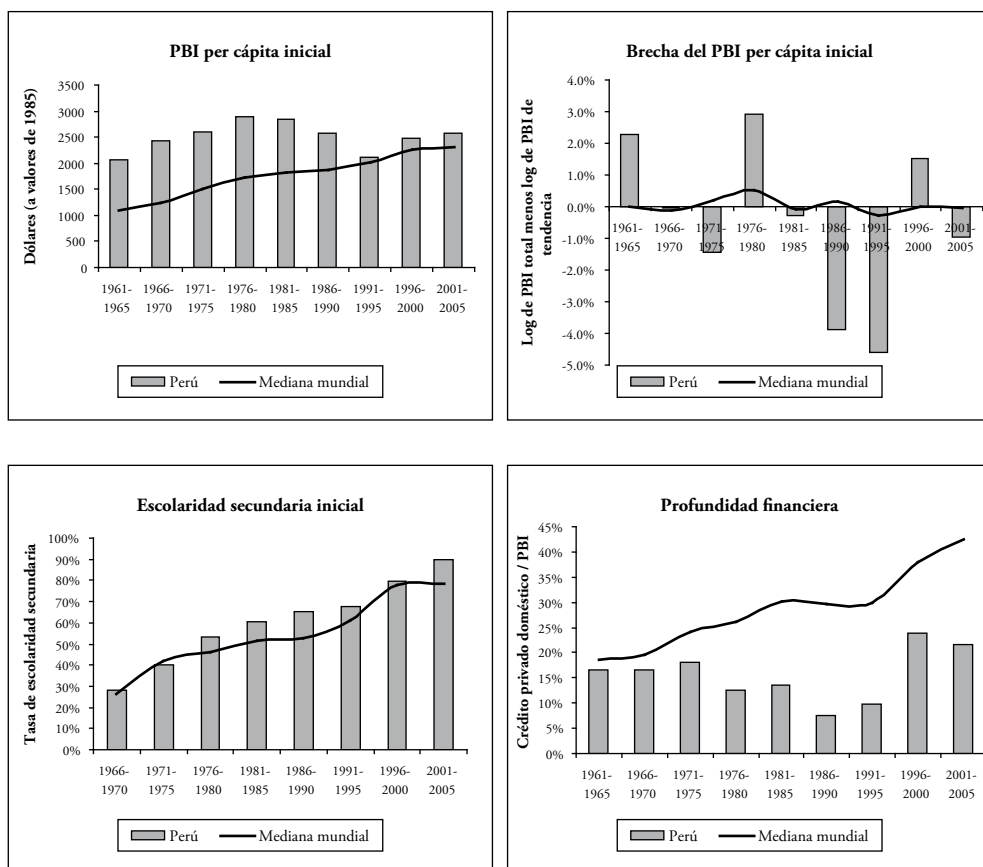 PBI per cápita inicial
Dólares (a valores de 1985)
3500
3000
2500
2000
1500
1000
500
0
1961- 1966- 1971- 1976- 1981- 1986- 1991- 1996- 2001-
1965 1970 1975 1980 1985 1990 1995 2000 2005
Perú Mediana mundial
Brecha del PBI per cápita inicial
Log de PBI total menos log de PBI de
tendencia
4.0%
3.0%
2.0%
1.0%
0.0%
-1.0%
-2.0%
-3.0%
-4.0%
-5.0%
1961- 1966- 1971- 1976- 1981- 1986- 1991- 1996- 2001-
1965 1970 1975 1980 1985 1990 1995 2000 2005
Perú Mediana mundial
Escolaridad secundaria inicial
Tasa de escolaridad secundaria
100%
90%
80%
70%
60%
50%
40%
30%
20%
10%
0%
1966- 1971- 1976- 1981- 1986- 1991- 1996- 2001-
1970 1975 1980 1985 1990 1995 2000 2005
Perú Mediana mundial
Profundidad financiera
Crédito privado doméstico / PBI
45%
40%
35%
30%
25%
20%
15%
10%
5%
0%
1961- 1966- 1971- 1976- 1981- 1986- 1991- 1996- 2001-
1965 1970 1975 1980 1985 1990 1995 2000 2005
Perú Mediana mundial